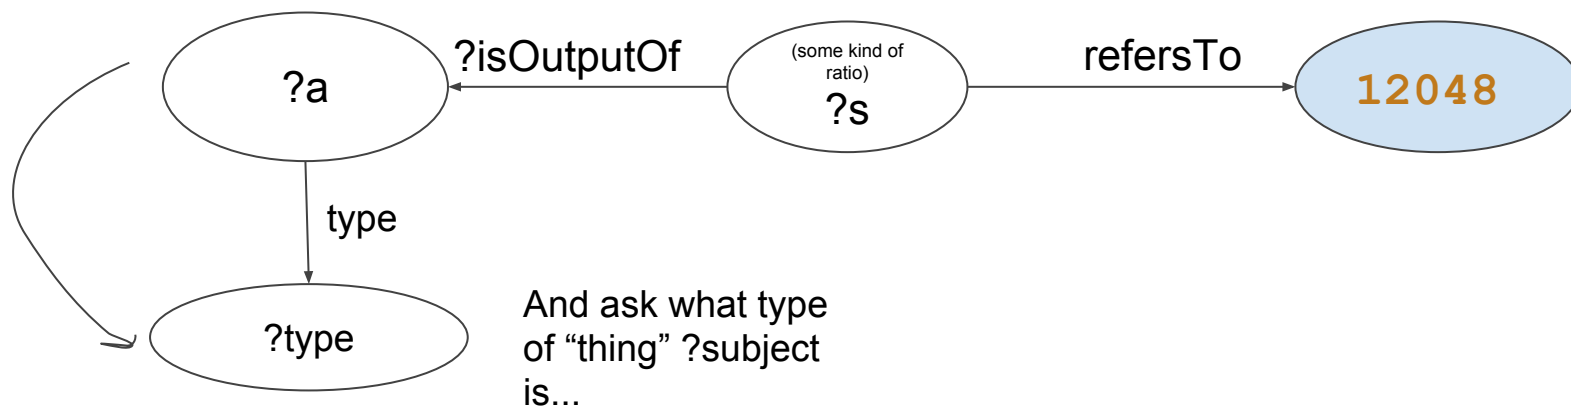 ?a
?isOutputOf
(some kind of
ratio)
?s
refersTo
12048
type
?type
And ask what type
of “thing” ?subject
is...